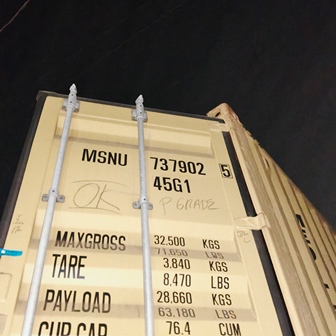 MSNU 737902 5
45G1
OK P GRADE
MAXGROSS 32.500 KGS
71.650 LBS
TARE 3.840 KGS
8.470 LBS
PAYLOAD 28.660 KGS
63.180 LBS
CUP.CAP. 76.4 CUM